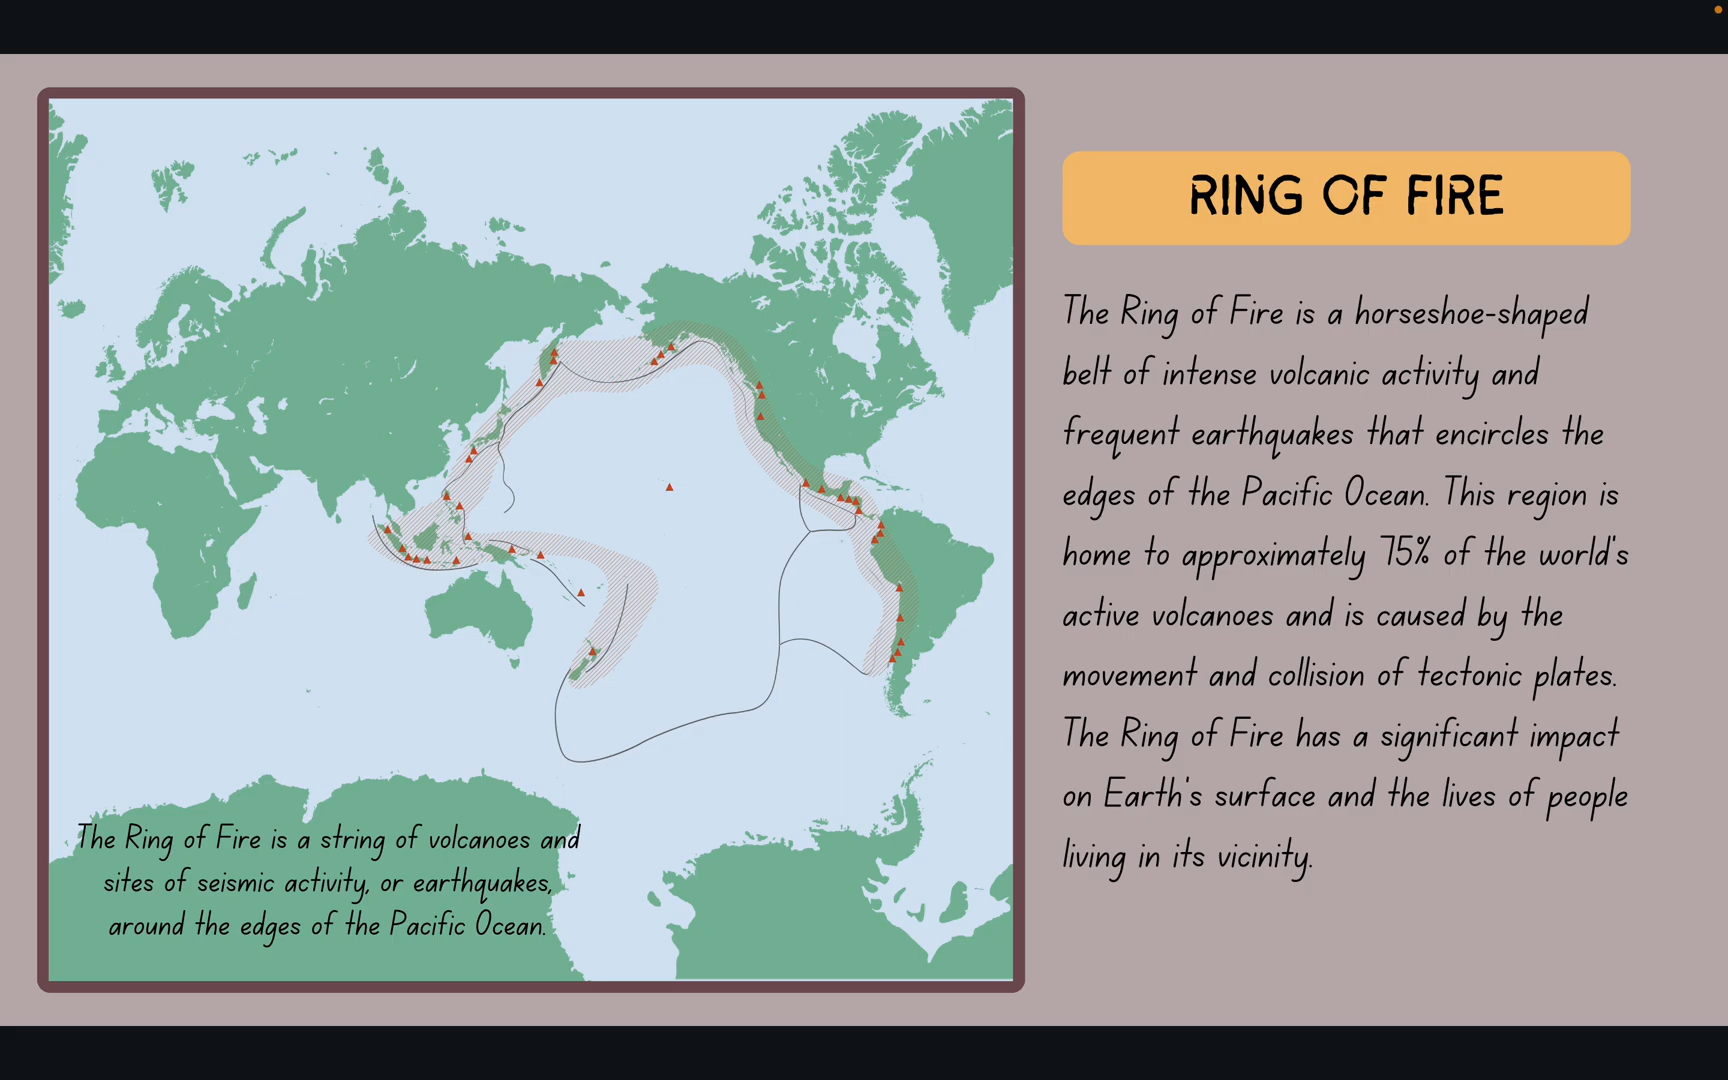 RING OF FIRE
The Ring of Fire is a horseshoe-shaped
belt of intense volcanic activity and
frequent earthquakes that encircles the
edges of the Pacific Ocean. This region is
home to approximately 75% of the world's
active volcanoes and is caused by the
movement and collision of tectonic plates.
The Ring of Fire has a significant impact
on Earth's surface and the lives of people
living in its vicinity.
The Ring of Fire is a string of volcanoes and
sites of seismic activity, or earthquakes,
around the edges of the Pacific Ocean.